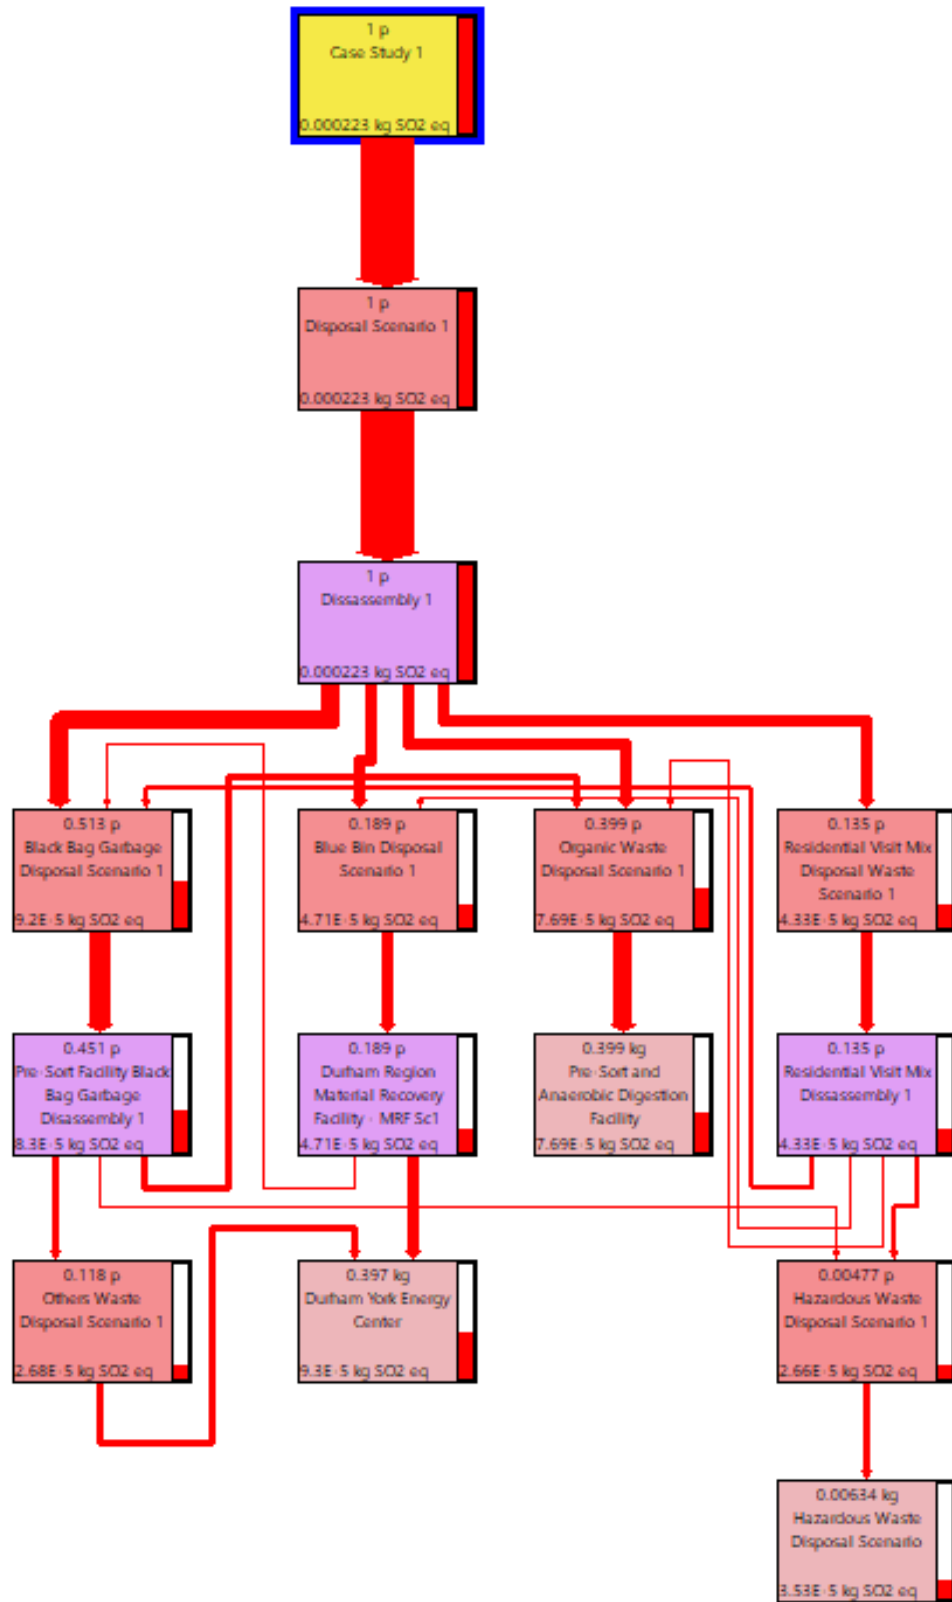 1 p
Case Study 1
0.000223 kg SO2 eq
1 p
Disposal Scenario 1
0.000223 kg SO2 eq
1 p
Dissassembly 1
0.000223 kg SO2 eq
0.513 p
Black Bag Garbage
Disposal Scenario 1
9.2E-5 kg SO2 eq
0.189 p
Blue Bin Disposal
Scenario 1
4.71E-5 kg SO2 eq
0.399 p
Organic Waste
Disposal Scenario 1
7.69E-5 kg SO2 eq
0.135 p
Residential Visit Mix
Disposal Waste
Scenario 1
4.33E-5 kg SO2 eq
0.451 p
Pre-Sort Facility Black
Bag Garbage
Disassembly 1
8.3E-5 kg SO2 eq
0.189 p
Durham Region
Material Recovery
Facility - MRF Sc1
4.71E-5 kg SO2 eq
0.399 kg
Pre-Sort and
Anaerobic Digestion
Facility
7.69E-5 kg SO2 eq
0.135 p
Residential Visit Mix
Dissassembly 1
4.33E-5 kg SO2 eq
0.118 p
Others Waste
Disposal Scenario 1
2.68E-5 kg SO2 eq
0.397 kg
Durham York Energy
Center
9.3E-5 kg SO2 eq
0.00477 p
Hazardous Waste
Disposal Scenario 1
2.66E-5 kg SO2 eq
0.00634 kg
Hazardous Waste
Disposal Scenario
3.53E-5 kg SO2 eq